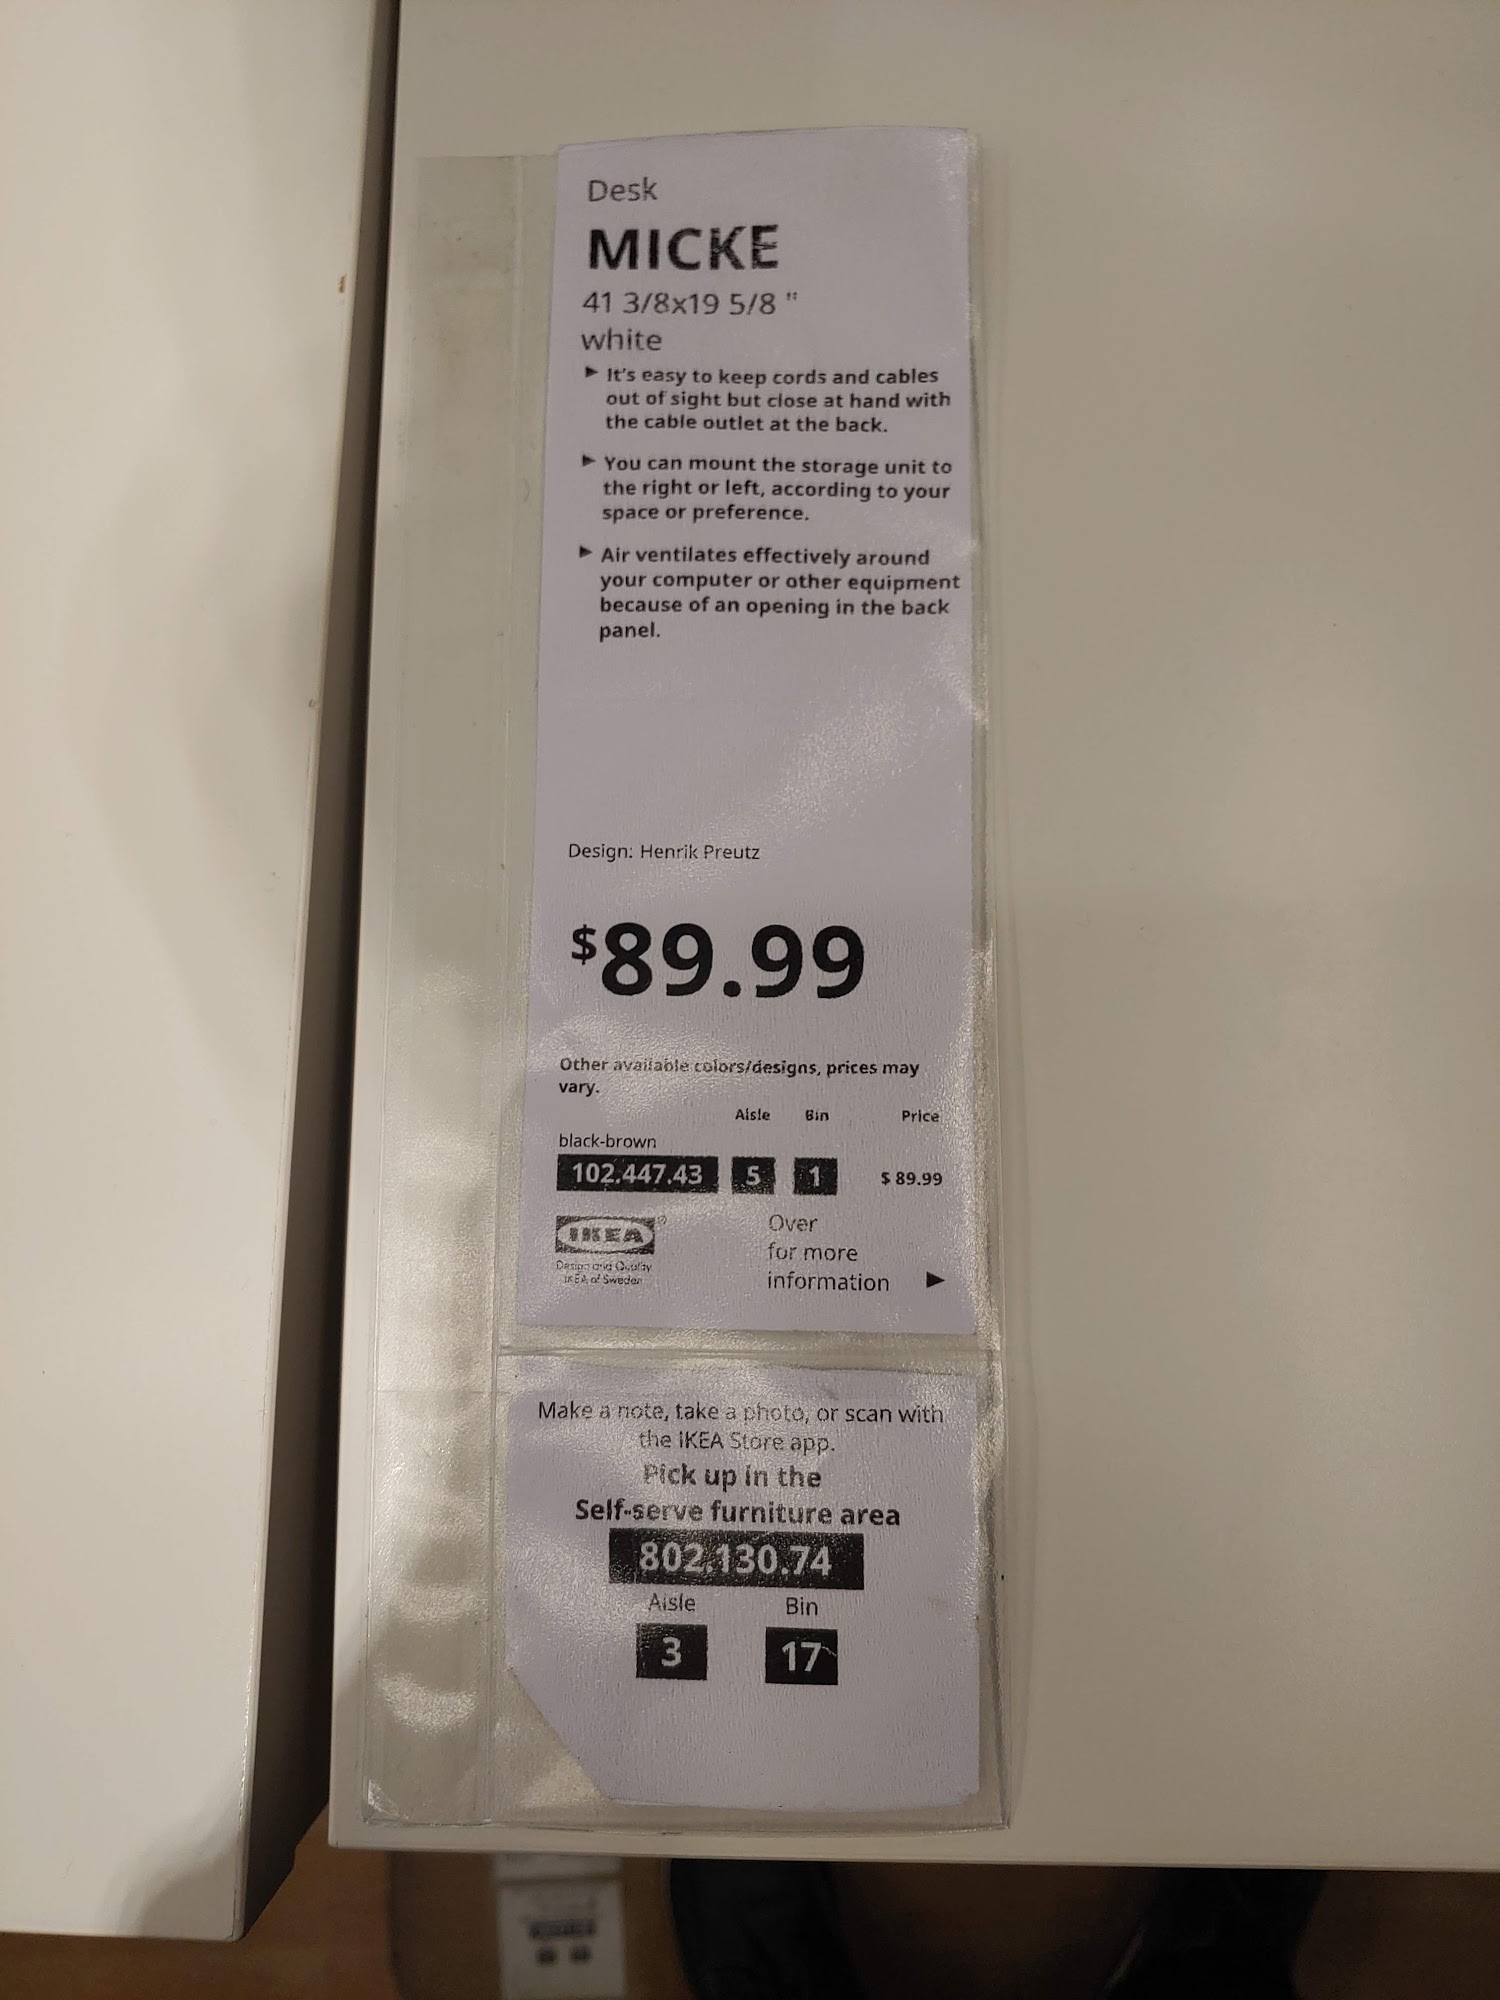 Desk
MICKE
41 3/8x19 5/8 "
white
► It's easy to keep cords and cables
out of sight but close at hand with
the cable outlet at the back.
► You can mount the storage unit to
the right or left, according to your
space or preference.
► Air ventilates effectively around
your computer or other equipment
because of an opening in the back
panel.
Design: Henrik Preutz
$89.99
Other available colors/designs, prices may
vary.
Aisle Bin Price
black-brown
102.447.43 5 1 $ 89.99
IKEA®
Design and Quality
IKEA of Sweden
Over
for more
information ►
Make a note, take a photo, or scan with
the IKEA Store app.
Pick up in the
Self-serve furniture area
802.130.74
Aisle Bin
3 17